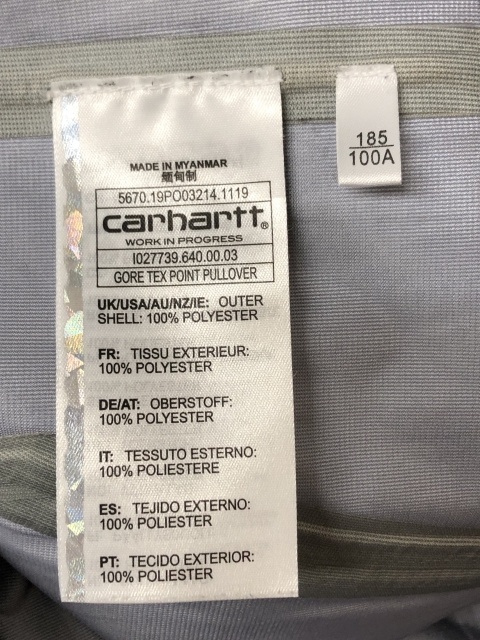 MADE IN MYANMAR
緬甸制
5670.19PO03214.1119
carhartt®
WORK IN PROGRESS
I027739.640.00.03
GORE TEX POINT PULLOVER
UK/USA/AU/NZ/IE: OUTER
SHELL: 100% POLYESTER
FR: TISSU EXTERIEUR:
100% POLYESTER
DE/AT: OBERSTOFF:
100% POLYESTER
IT: TESSUTO ESTERNO:
100% POLIESTERE
ES: TEJIDO EXTERNO:
100% POLIÉSTER
PT: TECIDO EXTERIOR:
100% POLIÉSTER
185
100A